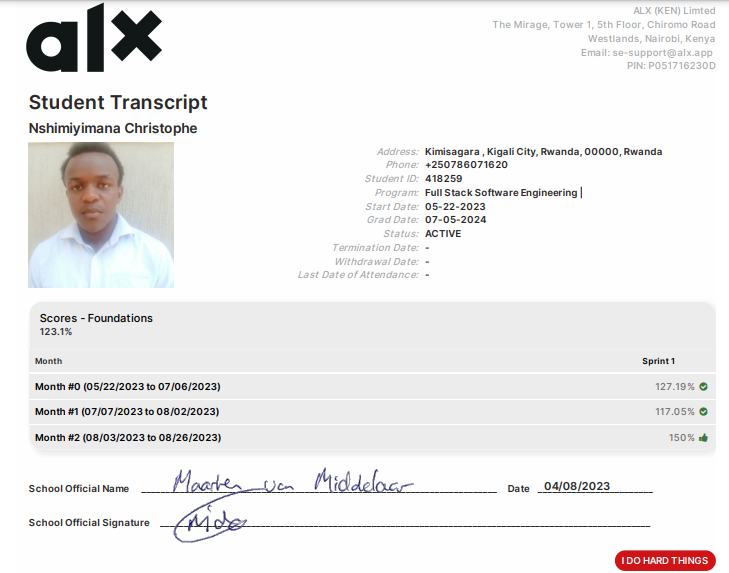 alx
ALX (KEN) Limted
The Mirage, Tower 1, 5th Floor, Chiromo Road
Westlands, Nairobi, Kenya
Email: se-support@alx.app
PIN: P051716230D
Student Transcript
Nshimiyimana Christophe
Address: Kimisagara , Kigali City, Rwanda, 00000, Rwanda
Phone: +250786071620
Student ID: 418259
Program: Full Stack Software Engineering |
Start Date: 05-22-2023
Grad Date: 07-05-2024
Status: ACTIVE
Termination Date: -
Withdrawal Date: -
Last Date of Attendance: -
Scores - Foundations
123.1%
Month Sprint 1
Month #0 (05/22/2023 to 07/06/2023) 127.19%
Month #1 (07/07/2023 to 08/02/2023) 117.05%
Month #2 (08/03/2023 to 08/26/2023) 150%
School Official Name Maarten van Middelaar Date 04/08/2023
School Official Signature
I DO HARD THINGS